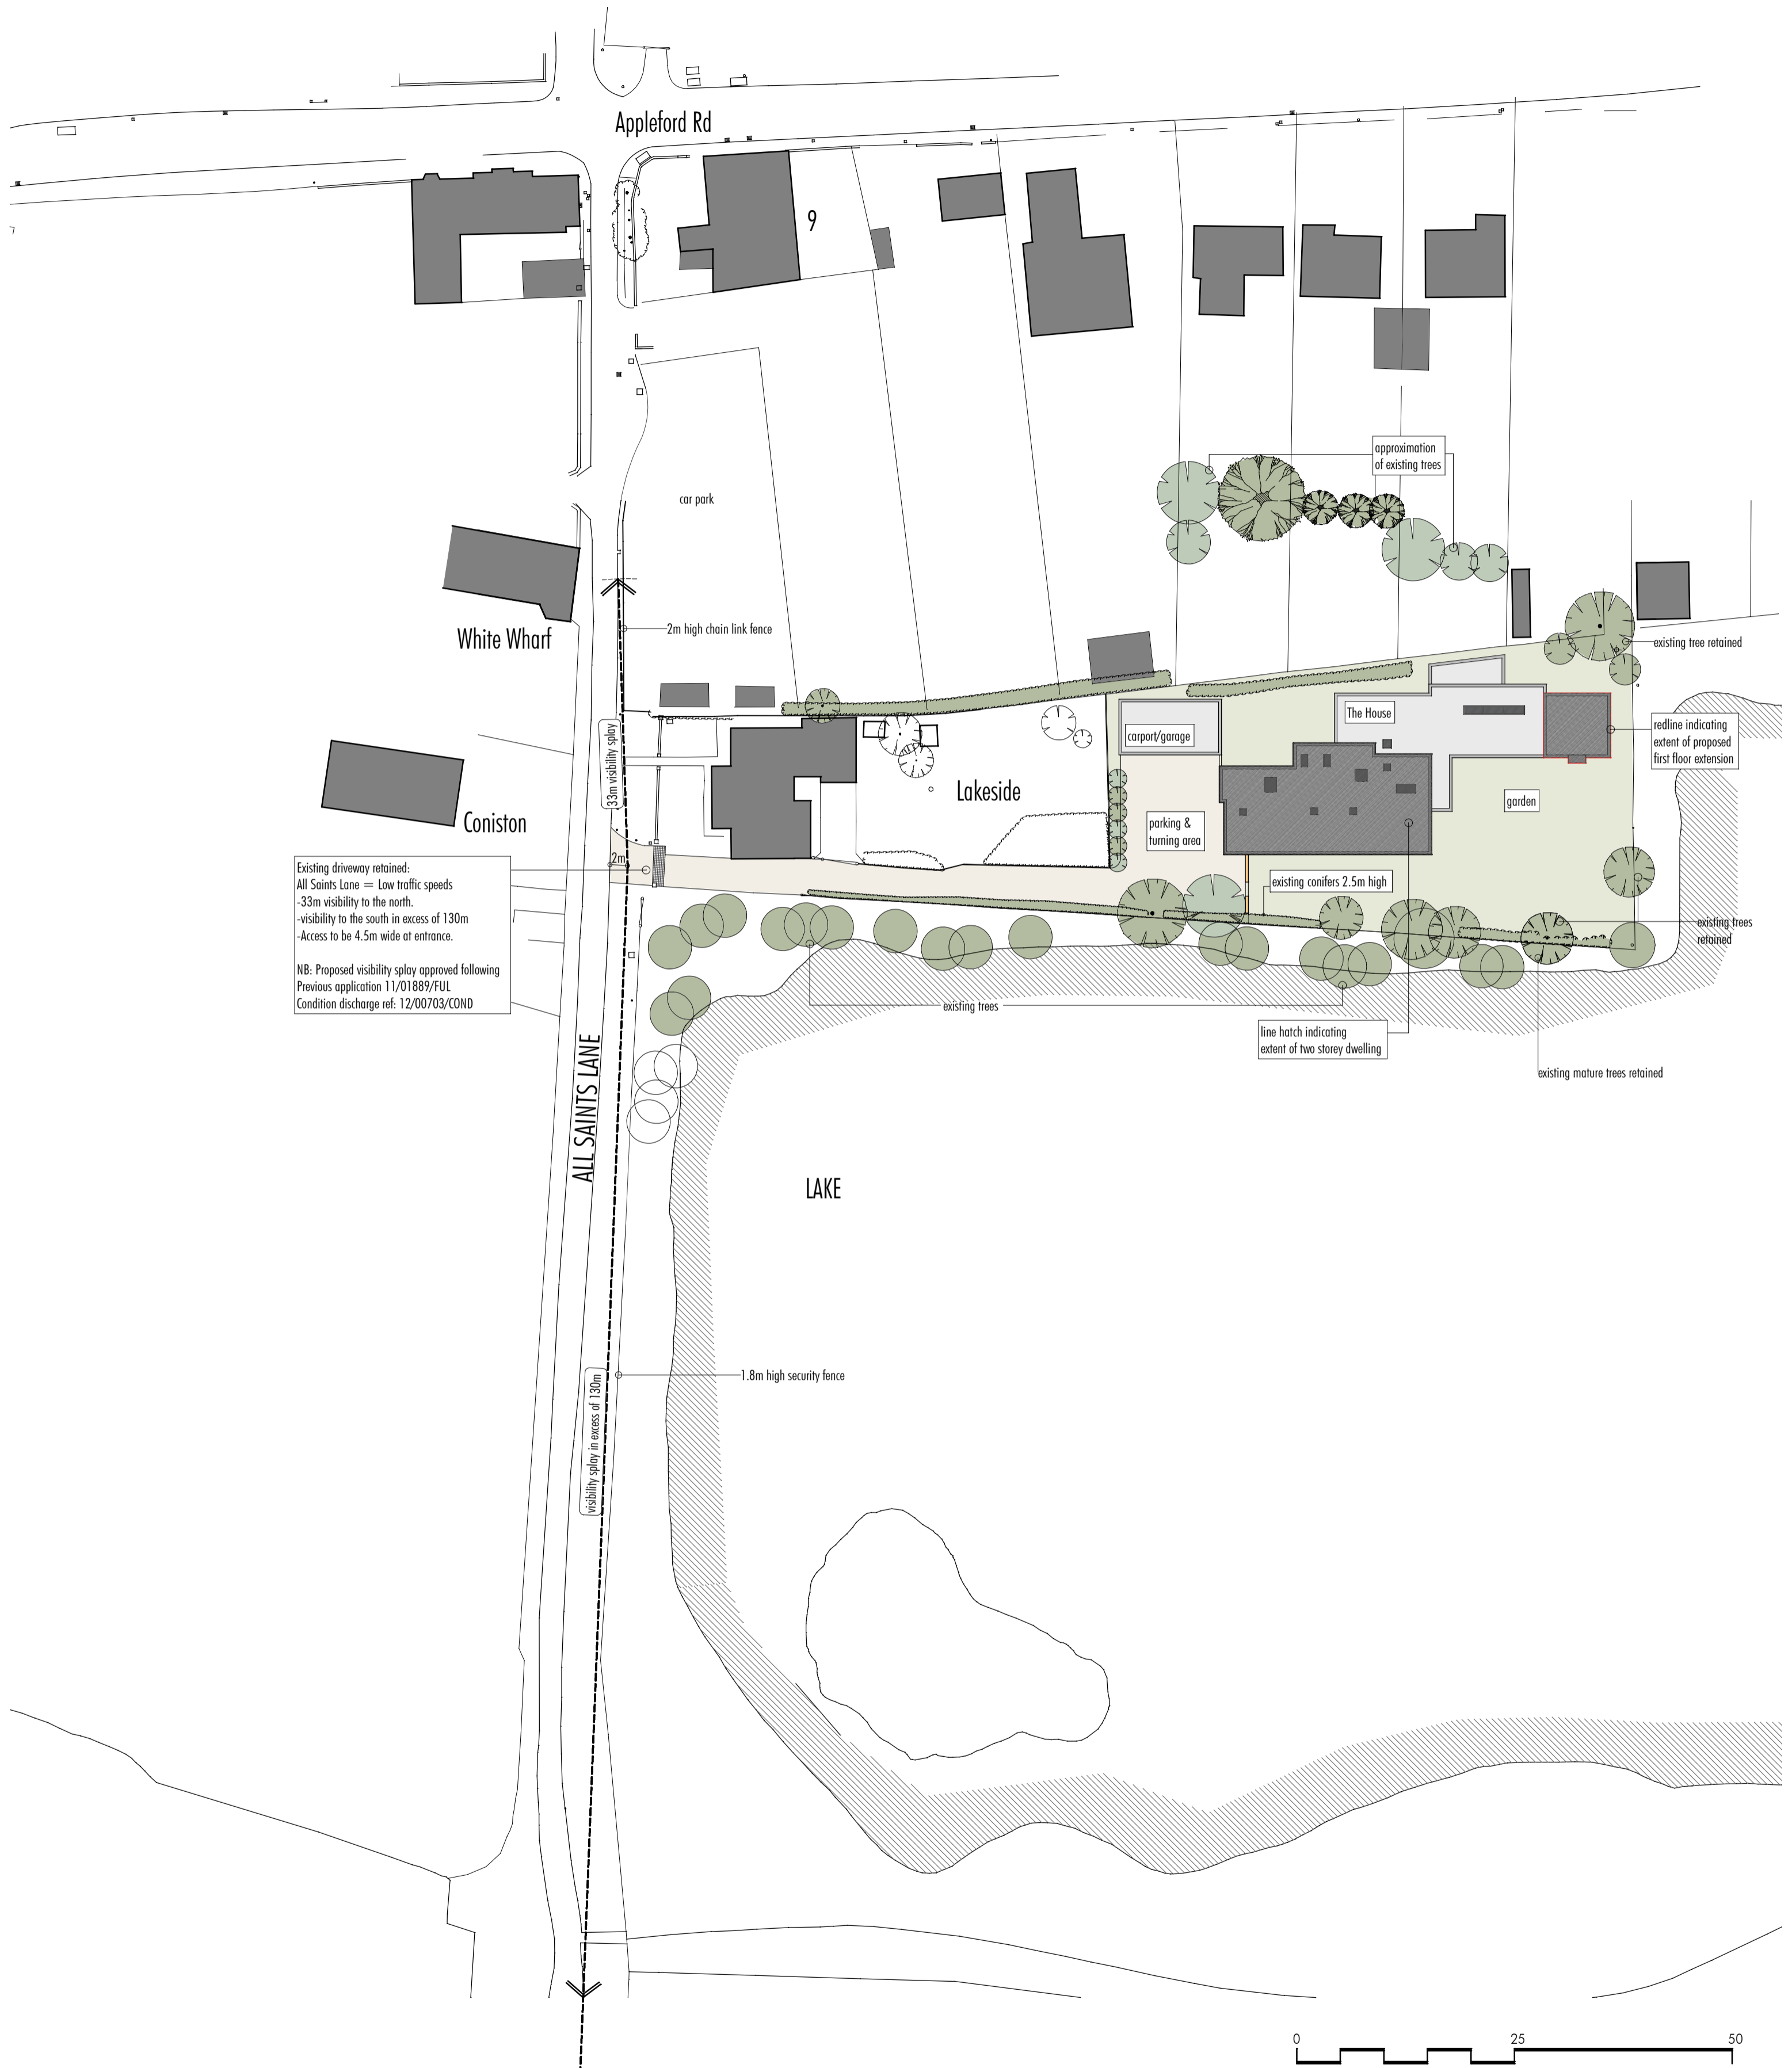 Appleford Rd
9
approximation
of existing trees
car park
2m high chain link fence
White Wharf
existing tree retained
33m visibility splay
The House
carport/garage
redline indicating
extent of proposed
first floor extension
Lakeside
garden
Coniston
parking &
turning area
2m
Existing driveway retained:
All Saints Lane = Low traffic speeds
-33m visibility to the north.
-visibility to the south in excess of 130m
-Access to be 4.5m wide at entrance.
NB: Proposed visibility splay approved following
Previous application 11/01889/FUL
Condition discharge ref: 12/00703/COND
existing conifers 2.5m high
existing trees
retained
existing trees
line hatch indicating
extent of two storey dwelling
existing mature trees retained
ALL SAINTS LANE
LAKE
1.8m high security fence
visibility splay in excess of 130m
0 25 50